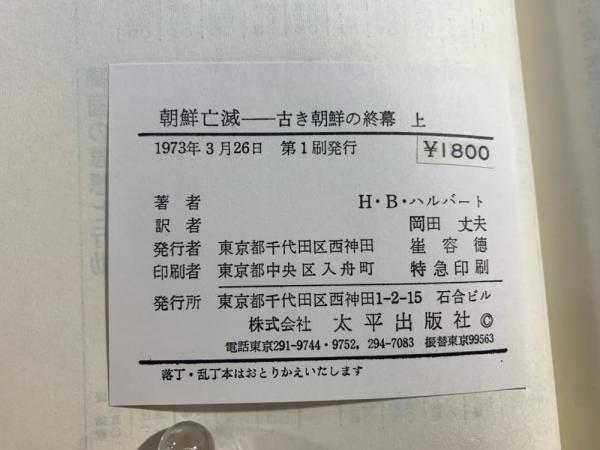 朝鮮亡滅——古き朝鮮の終幕 上
1973年3月26日 第1刷発行
¥1800
著者 H・B・ハルバート
訳者 岡田丈夫
発行者 東京都千代田区西神田 崔容徳
印刷者 東京都中央区入舟町 特急印刷
発行所 東京都千代田区西神田1-2-15 石合ビル
株式会社 太平出版社 ©
電話東京291-9744・9752, 294-7083 振替東京99563
落丁・乱丁本はおとりかえいたします